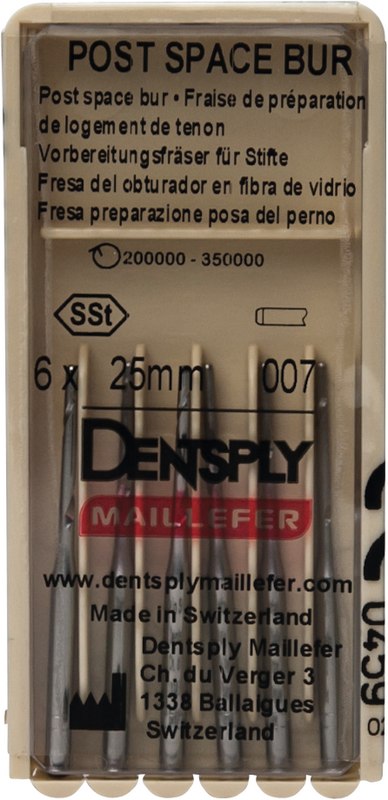 POST SPACE BUR
Post space bur • Fraise de préparation
de logement de tenon
Vorbereitungsfräser für Stifte
Fresa del obturador en fibra de vidrio
Fresa preparazione posa del perno
200000 - 350000
SSt
6 x 25mm 007
DENTSPLY
MAILLEFER
www.dentsplymaillefer.com
Made in Switzerland
Dentsply Maillefer
Ch. du Verger 3
1338 Ballaigues
Switzerland
0459
02